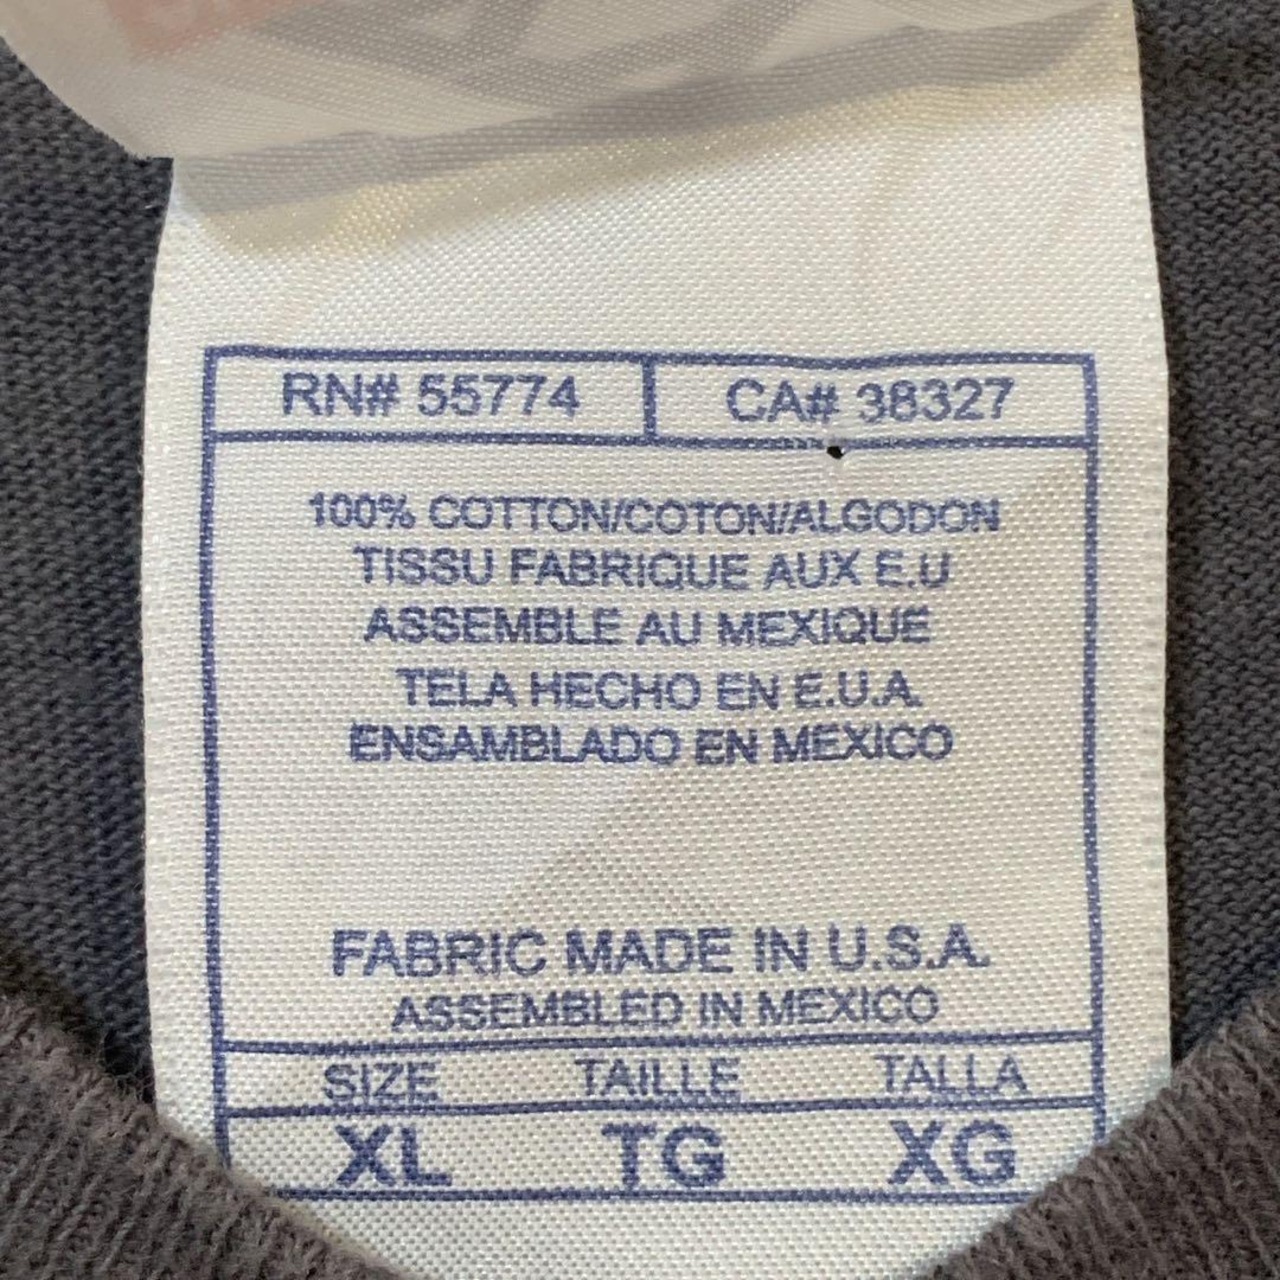 RN# 55774 CA# 38327
100% COTTON/COTON/ALGODON
TISSU FABRIQUE AUX E.U
ASSEMBLE AU MEXIQUE
TELA HECHO EN E.U.A.
ENSAMBLADO EN MEXICO
FABRIC MADE IN U.S.A.
ASSEMBLED IN MEXICO
SIZE TAILLE TALLA
XL TG XG